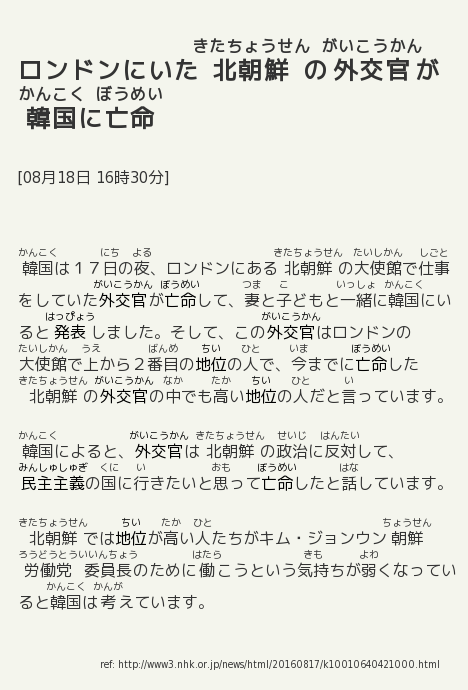 きたちょうせん がいこうかん
ロンドンにいた 北朝鮮 の外交官が
かんこく ぼうめい
韓国に亡命
[08月18日 16時30分]
かんこく にち よる きたちょうせん たいしかん しごと
韓国は１７日の夜、ロンドンにある 北朝鮮 の大使館で仕事
がいこうかん ぼうめい つま こ いっしょ かんこく
をしていた外交官が亡命して、妻と子どもと一緒に韓国にい
はっぴょう がいこうかん
ると 発表 しました。そして、この外交官はロンドンの
たいしかん うえ ばんめ ちい ひと いま ぼうめい
大使館で上から２番目の地位の人で、今までに亡命した
きたちょうせん がいこうかん なか たか ちい ひと い
北朝鮮 の外交官の中でも高い地位の人だと言っています。
かんこく がいこうかん きたちょうせん せいじ はんたい
韓国によると、外交官は 北朝鮮 の政治に反対して、
みんしゅしゅぎ くに い おも ぼうめい はな
民主主義の国に行きたいと思って亡命したと話しています。
きたちょうせん ちい たか ひと ちょうせん
北朝鮮 では地位が高い人たちがキム・ジョンウン 朝鮮
ろうどうとういいんちょう はたら きも よわ
労働党 委員長のために働こうという気持ちが弱くなってい
かんこく かんが
ると韓国は考えています。
ref: http://www3.nhk.or.jp/news/html/20160817/k10010640421000.html